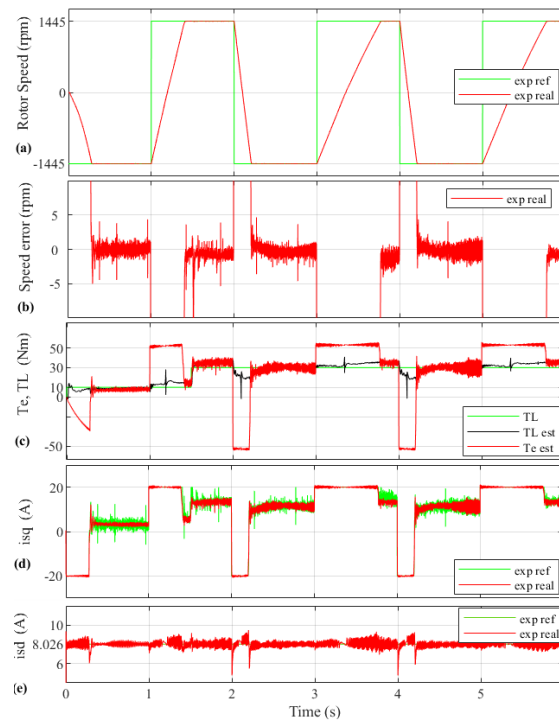 1445
0
-1445
Rotor Speed (rpm)
exp ref
exp real
(a)
5
0
-5
Speed error (rpm)
exp real
(b)
50
30
10
0
-50
Te, TL (Nm)
TL
TL est
Te est
(c)
20
0
-20
isq (A)
exp ref
exp real
(d)
10
8.026
6
isd (A)
exp ref
exp real
(e)
0 1 2 3 4 5
Time (s)